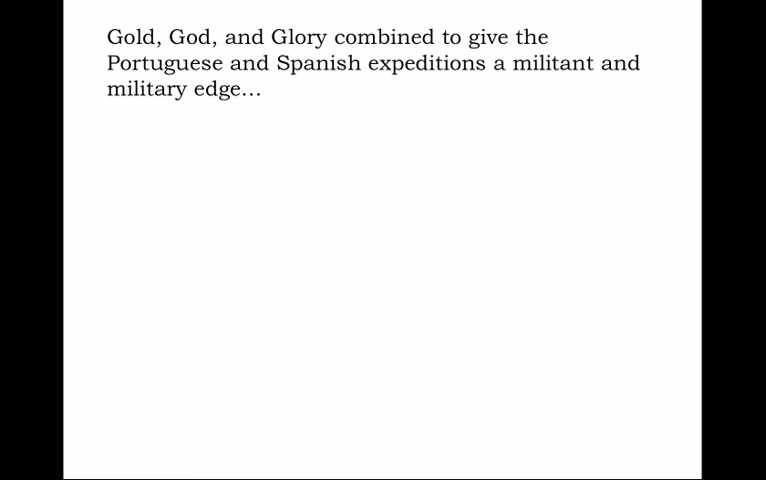 Gold, God, and Glory combined to give the
Portuguese and Spanish expeditions a militant and
military edge…